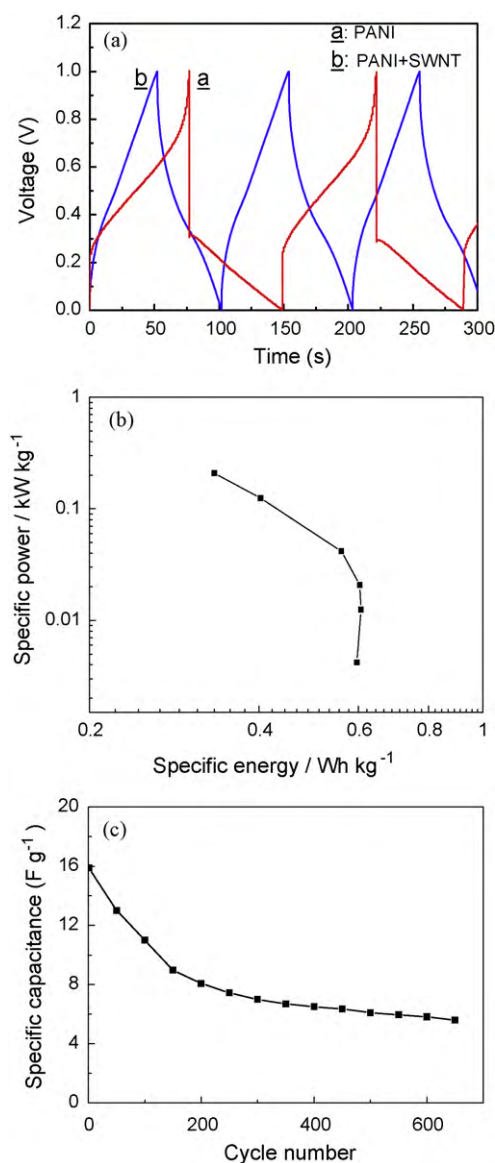 (a)
a: PANI
b: PANI+SWNT
b a
1.0
0.8
0.6
0.4
0.2
0.0
Voltage (V)
0 50 100 150 200 250 300
Time (s)
(b)
1
0.1
0.01
Specific power / kW kg-1
0.2 0.4 0.6 0.8 1
Specific energy / Wh kg-1
(c)
20
16
12
8
4
0
Specific capacitance (F g-1)
0 200 400 600
Cycle number